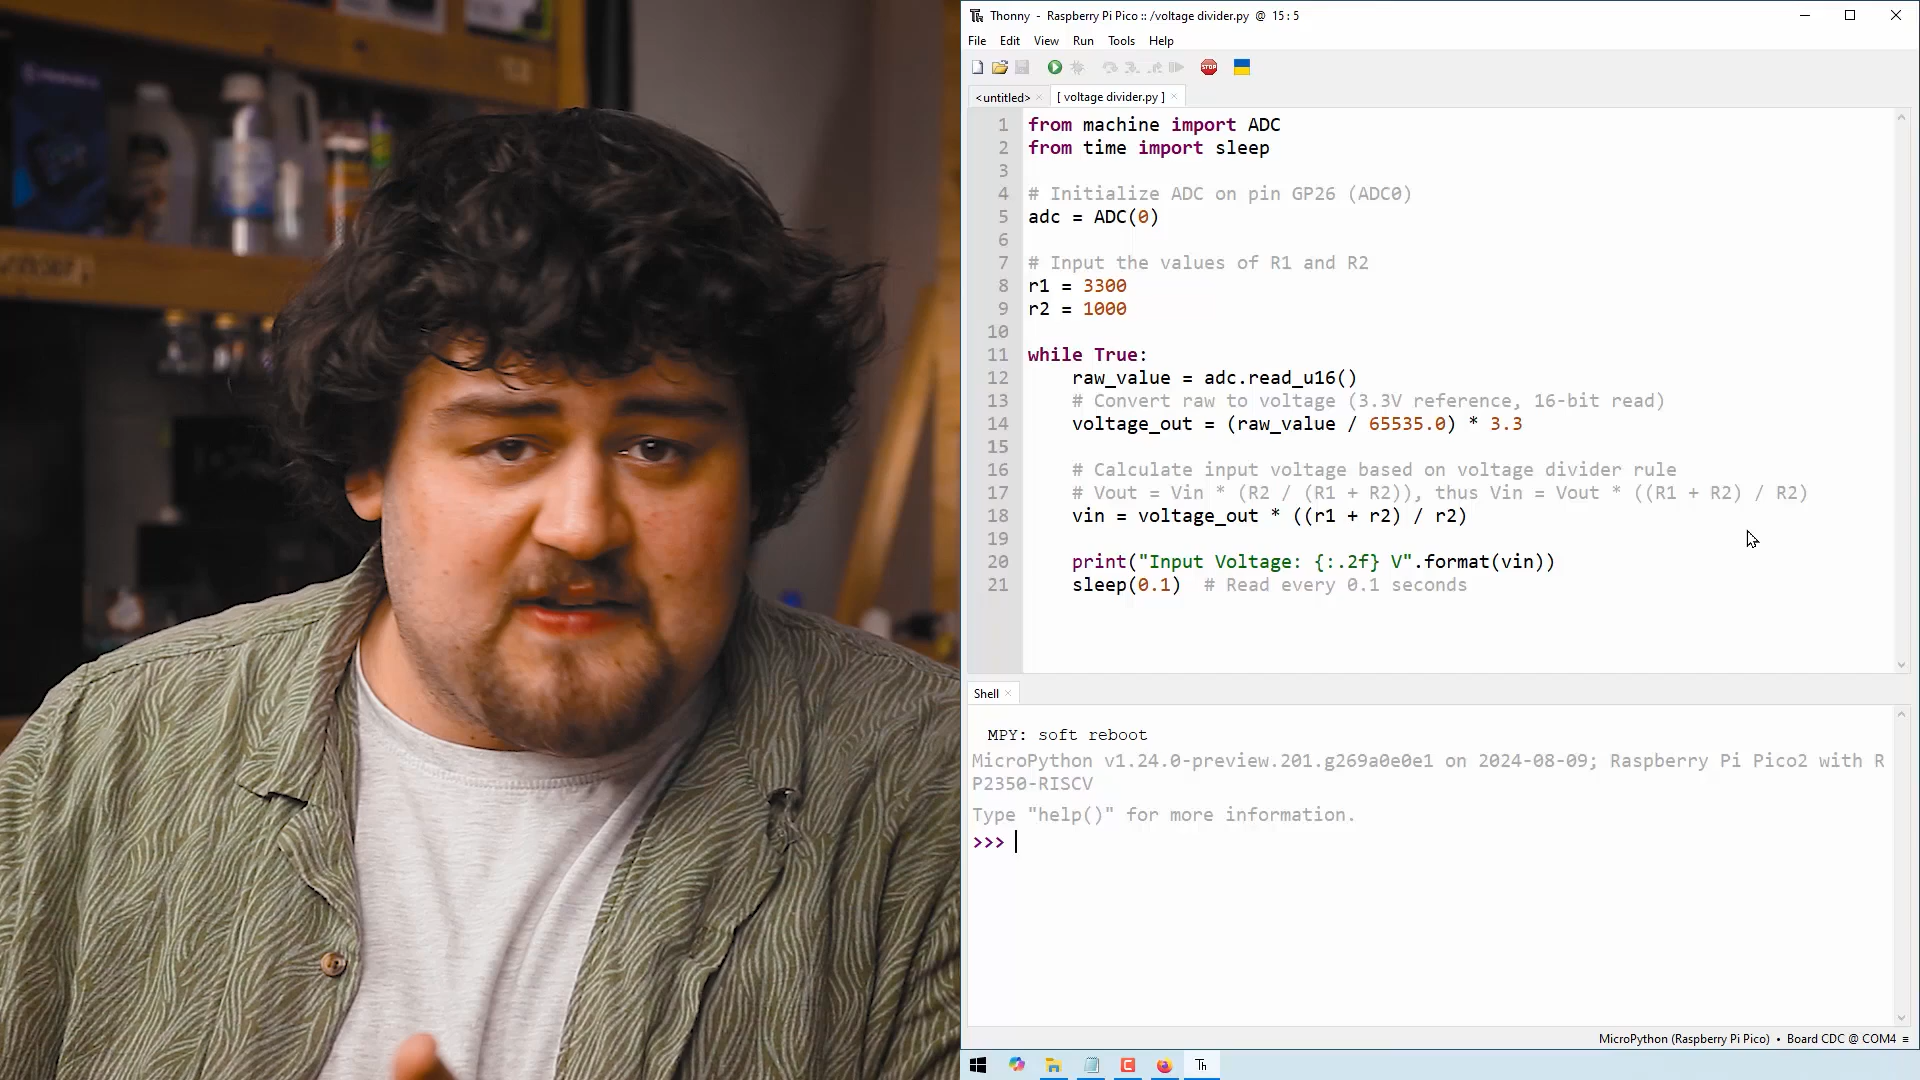 Thonny - Raspberry Pi Pico :: /voltage divider.py @ 15 : 5
File Edit View Run Tools Help
STOP
<untitled> × [ voltage divider.py ] ×
1 from machine import ADC
2 from time import sleep
3
4 # Initialize ADC on pin GP26 (ADC0)
5 adc = ADC(0)
6
7 # Input the values of R1 and R2
8 r1 = 3300
9 r2 = 1000
10
11 while True:
12 raw_value = adc.read_u16()
13 # Convert raw to voltage (3.3V reference, 16-bit read)
14 voltage_out = (raw_value / 65535.0) * 3.3
15
16 # Calculate input voltage based on voltage divider rule
17 # Vout = Vin * (R2 / (R1 + R2)), thus Vin = Vout * ((R1 + R2) / R2)
18 vin = voltage_out * ((r1 + r2) / r2)
19
20 print("Input Voltage: {:.2f} V".format(vin))
21 sleep(0.1) # Read every 0.1 seconds
Shell ×
MPY: soft reboot
MicroPython v1.24.0-preview.201.g269a0e0e1 on 2024-08-09; Raspberry Pi Pico2 with R
P2350-RISCV
Type "help()" for more information.
>>>
MicroPython (Raspberry Pi Pico) • Board CDC @ COM4 ≡
Th